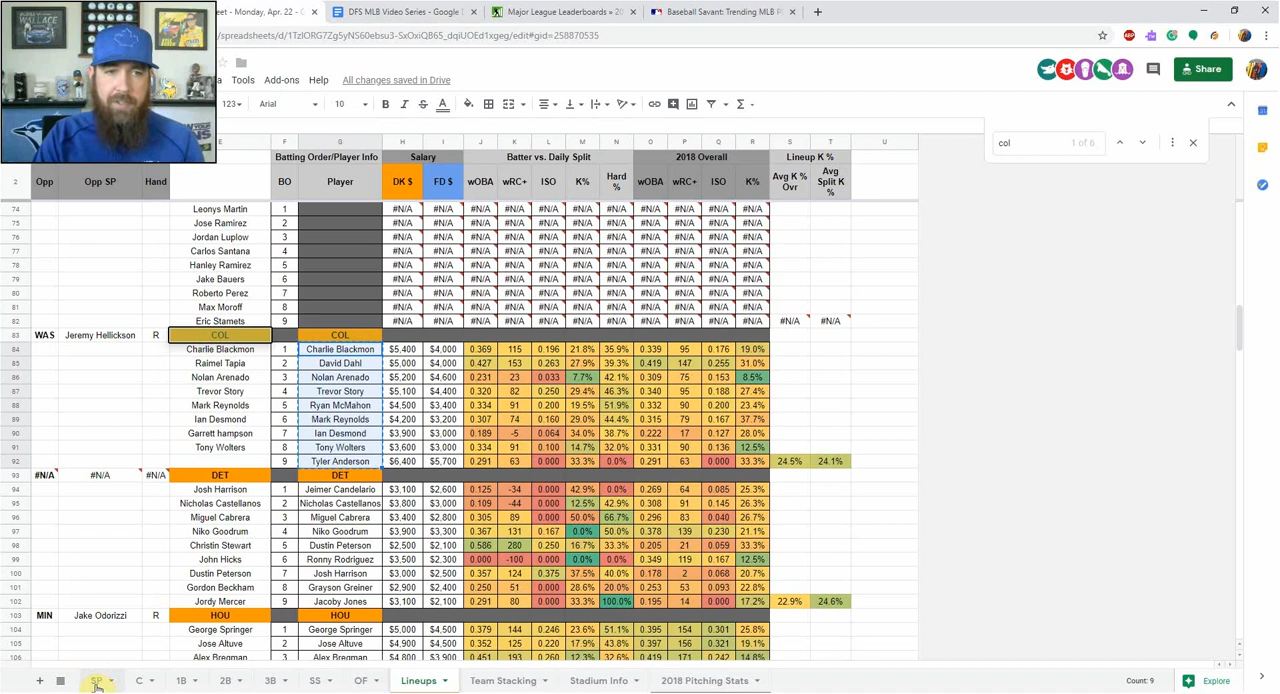 WALLACE
eet - Monday, Apr. 22 - G × DFS MLB Video Series - Google × Major League Leaderboards » 20 × Baseball Savant: Trending MLB P × +
/spreadsheets/d/1TzlORG7Zg5yNS60ebsu3-SxOxiQB65_dqiUOEd1xgeg/edit#gid=258870535
Tools Add-ons Help All changes saved in Drive Share
123 Arial 10 B I S A Σ
col 1 of 6
E F G H I J K L M N O P Q R S T U
Batting Order/Player Info Salary Batter vs. Daily Split 2018 Overall Lineup K %
2 Opp Opp SP Hand BO Player DK $ FD $ wOBA wRC+ ISO K% Hard % wOBA wRC+ ISO K% Avg K % Ovr Avg Split K %
74 Leonys Martin 1 #N/A #N/A #N/A #N/A #N/A #N/A #N/A #N/A #N/A #N/A #N/A
75 Jose Ramirez 2 #N/A #N/A #N/A #N/A #N/A #N/A #N/A #N/A #N/A #N/A #N/A
76 Jordan Luplow 3 #N/A #N/A #N/A #N/A #N/A #N/A #N/A #N/A #N/A #N/A #N/A
77 Carlos Santana 4 #N/A #N/A #N/A #N/A #N/A #N/A #N/A #N/A #N/A #N/A #N/A
78 Hanley Ramirez 5 #N/A #N/A #N/A #N/A #N/A #N/A #N/A #N/A #N/A #N/A #N/A
79 Jake Bauers 6 #N/A #N/A #N/A #N/A #N/A #N/A #N/A #N/A #N/A #N/A #N/A
80 Roberto Perez 7 #N/A #N/A #N/A #N/A #N/A #N/A #N/A #N/A #N/A #N/A #N/A
81 Max Moroff 8 #N/A #N/A #N/A #N/A #N/A #N/A #N/A #N/A #N/A #N/A #N/A
82 Eric Stamets 9 #N/A #N/A #N/A #N/A #N/A #N/A #N/A #N/A #N/A #N/A #N/A #N/A #N/A
83 WAS Jeremy Hellickson R COL COL
84 Charlie Blackmon 1 Charlie Blackmon $5,400 $4,000 0.369 115 0.196 21.8% 35.9% 0.339 95 0.176 19.0%
85 Raimel Tapia 2 David Dahl $5,000 $4,000 0.427 153 0.263 27.9% 39.3% 0.419 147 0.255 31.0%
86 Nolan Arenado 3 Nolan Arenado $5,200 $4,600 0.231 23 0.033 7.7% 42.1% 0.309 75 0.153 8.5%
87 Trevor Story 4 Trevor Story $5,100 $4,400 0.320 82 0.250 29.4% 46.3% 0.340 95 0.188 27.4%
88 Mark Reynolds 5 Ryan McMahon $4,500 $3,400 0.334 91 0.200 19.5% 51.9% 0.332 90 0.200 23.4%
89 Ian Desmond 6 Mark Reynolds $4,200 $3,200 0.307 74 0.160 29.0% 44.4% 0.315 79 0.167 37.7%
90 Garrett hampson 7 Ian Desmond $3,900 $3,000 0.189 -5 0.064 34.0% 38.7% 0.222 17 0.127 28.0%
91 Tony Wolters 8 Tony Wolters $3,600 $3,000 0.334 91 0.100 14.7% 32.0% 0.331 90 0.136 12.5%
92 9 Tyler Anderson $6,400 $5,700 0.291 63 0.000 33.3% 0.0% 0.291 63 0.000 33.3% 24.5% 24.1%
93 #N/A #N/A #N/A DET DET
94 Josh Harrison 1 Jeimer Candelario $3,100 $2,600 0.125 -34 0.000 42.9% 0.0% 0.269 64 0.085 25.3%
95 Nicholas Castellanos 2 Nicholas Castellanos $3,800 $3,000 0.109 -44 0.000 12.5% 42.9% 0.308 91 0.145 26.3%
96 Miguel Cabrera 3 Miguel Cabrera $3,400 $2,800 0.305 89 0.000 50.0% 66.7% 0.296 83 0.040 26.7%
97 Niko Goodrum 4 Niko Goodrum $3,900 $3,300 0.367 131 0.167 0.0% 50.0% 0.378 139 0.230 21.1%
98 Christin Stewart 5 Dustin Peterson $2,500 $2,100 0.586 280 0.250 16.7% 33.3% 0.205 21 0.059 33.3%
99 John Hicks 6 Ronny Rodriguez $3,500 $2,500 0.000 -100 0.000 0.0% 0.0% 0.349 119 0.167 12.5%
100 Dustin Peterson 7 Josh Harrison $3,000 $2,500 0.357 124 0.375 37.5% 40.0% 0.178 2 0.068 20.7%
101 Gordon Beckham 8 Grayson Greiner $2,900 $2,400 0.250 51 0.000 28.6% 20.0% 0.253 53 0.093 22.8%
102 Jordy Mercer 9 Jacoby Jones $3,100 $2,100 0.291 80 0.000 33.3% 100.0% 0.195 14 0.000 17.2% 22.9% 24.6%
103 MIN Jake Odorizzi R HOU HOU
104 George Springer 1 George Springer $5,000 $4,500 0.379 144 0.246 23.6% 51.1% 0.395 154 0.301 25.8%
105 Jose Altuve 2 Jose Altuve $4,900 $4,500 0.352 125 0.220 17.9% 43.8% 0.397 156 0.321 19.1%
106 Alex Bregman 3 Alex Bregman $4,800 $3,900 0.451 193 0.260 12.3% 32.6% 0.419 171 0.242 14.8%
+ SP C 1B 2B 3B SS OF Lineups Team Stacking Stadium Info 2018 Pitching Stats Count: 9 Explore